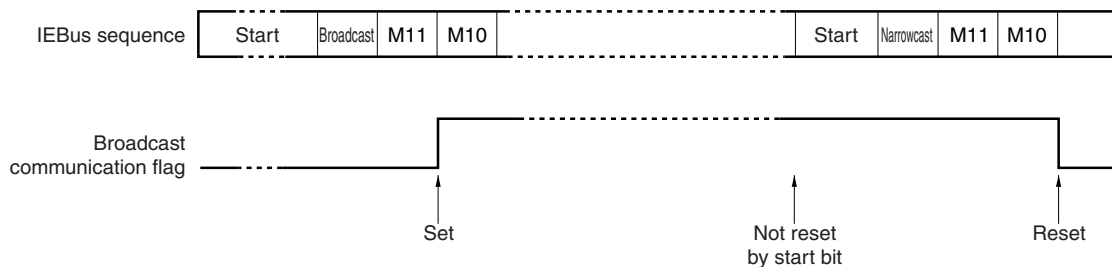 IEBus sequence
Start Broadcast M11 M10 Start Narrowcast M11 M10
Broadcast
communication flag
Set
Not reset
by start bit
Reset